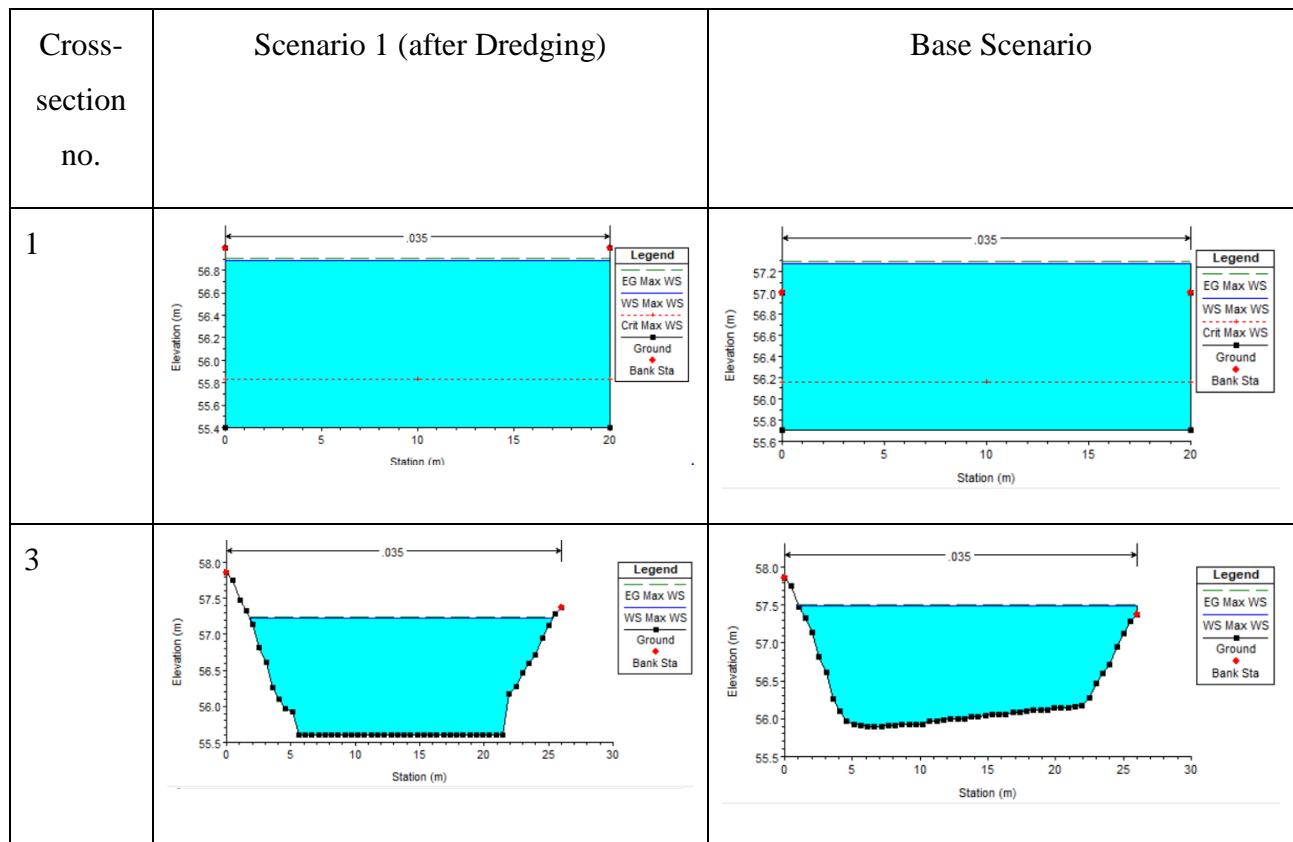 Cross-
section
no.
Scenario 1 (after Dredging)
Base Scenario
1
.035
Elevation (m)
56.8
56.6
56.4
56.2
56.0
55.8
55.6
55.4
0 5 10 15 20
Station (m)
Legend
EG Max WS
WS Max WS
Crit Max WS
Ground
Bank Sta
.035
Elevation (m)
57.2
57.0
56.8
56.6
56.4
56.2
56.0
55.8
55.6
0 5 10 15 20
Station (m)
Legend
EG Max WS
WS Max WS
Crit Max WS
Ground
Bank Sta
3
.035
Elevation (m)
58.0
57.5
57.0
56.5
56.0
55.5
0 5 10 15 20 25 30
Station (m)
Legend
EG Max WS
WS Max WS
Ground
Bank Sta
.035
Elevation (m)
58.0
57.5
57.0
56.5
56.0
55.5
0 5 10 15 20 25 30
Station (m)
Legend
EG Max WS
WS Max WS
Ground
Bank Sta